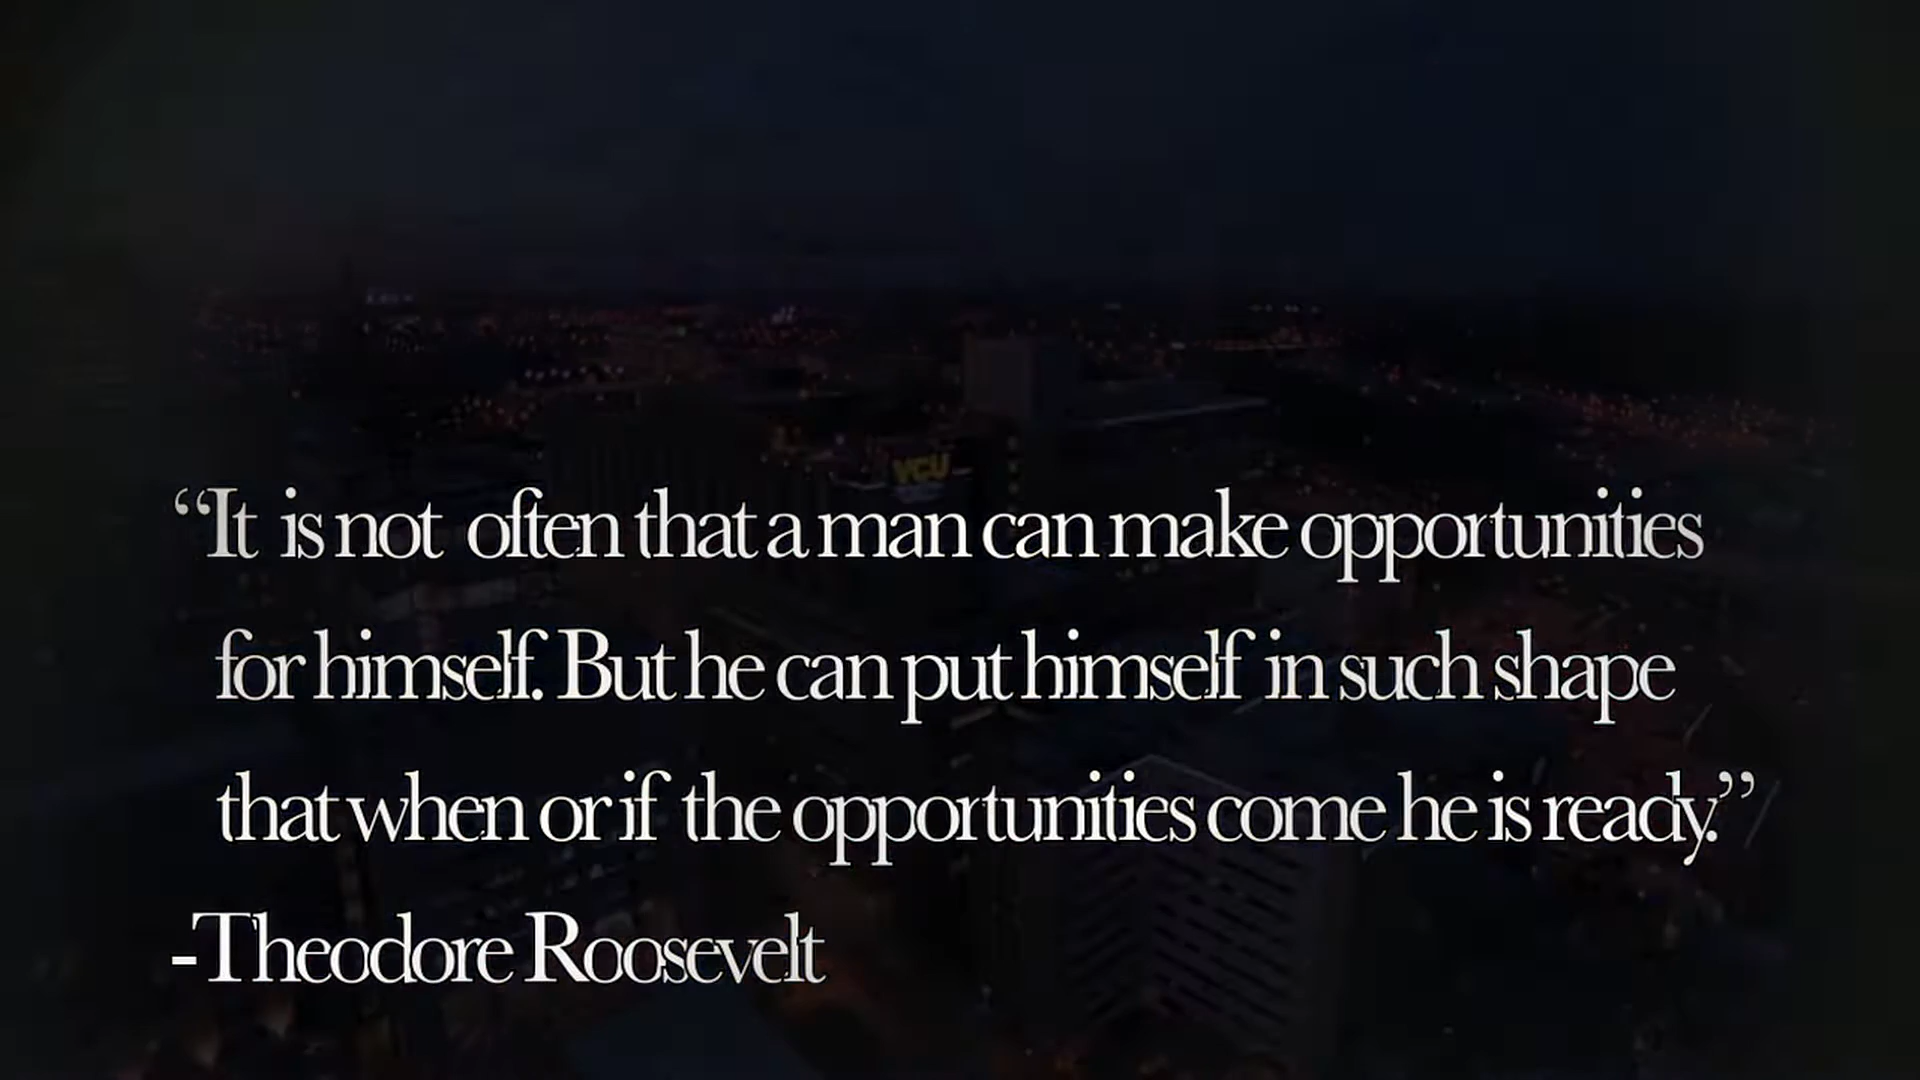 VCU
“It is not often that a man can make opportunities
for himself. But he can put himself in such shape
that when or if the opportunities come he is ready.”
-Theodore Roosevelt